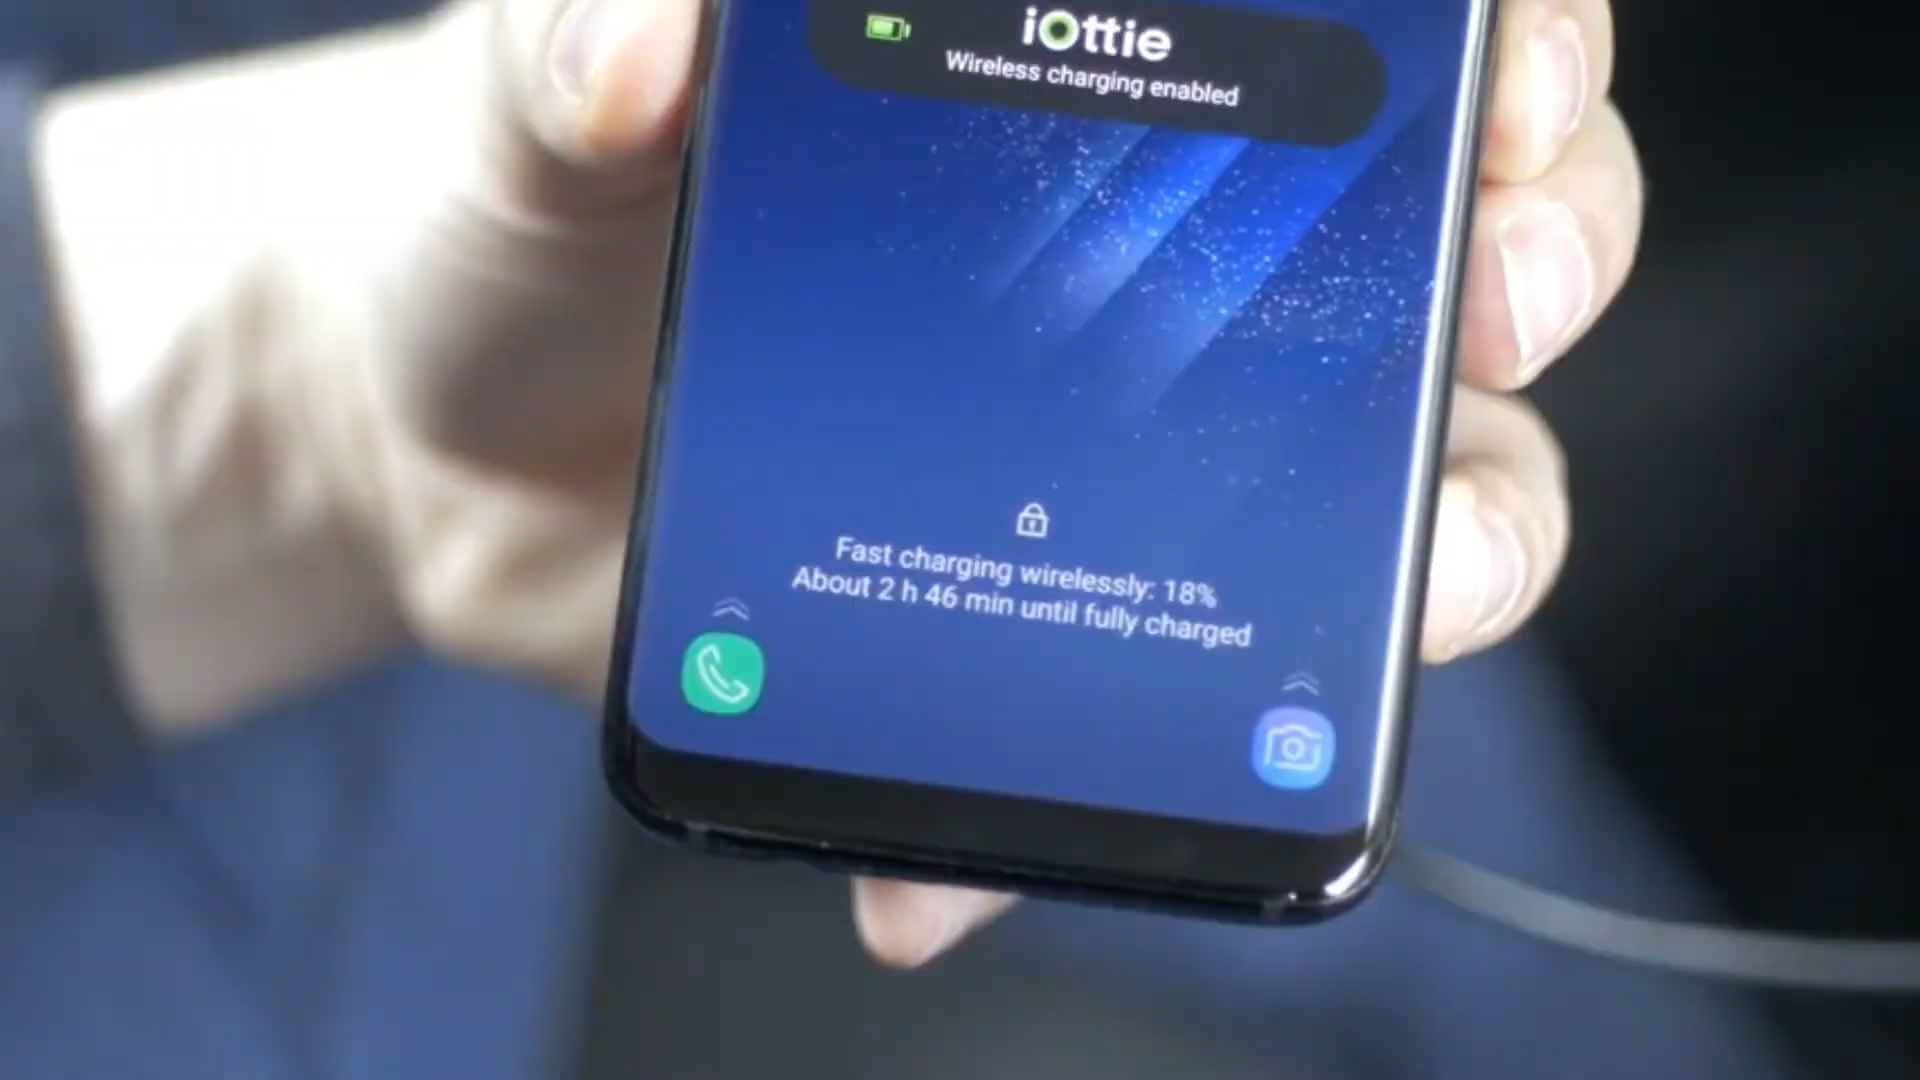 iOttie
Wireless charging enabled
Fast charging wirelessly: 18%
About 2 h 46 min until fully charged